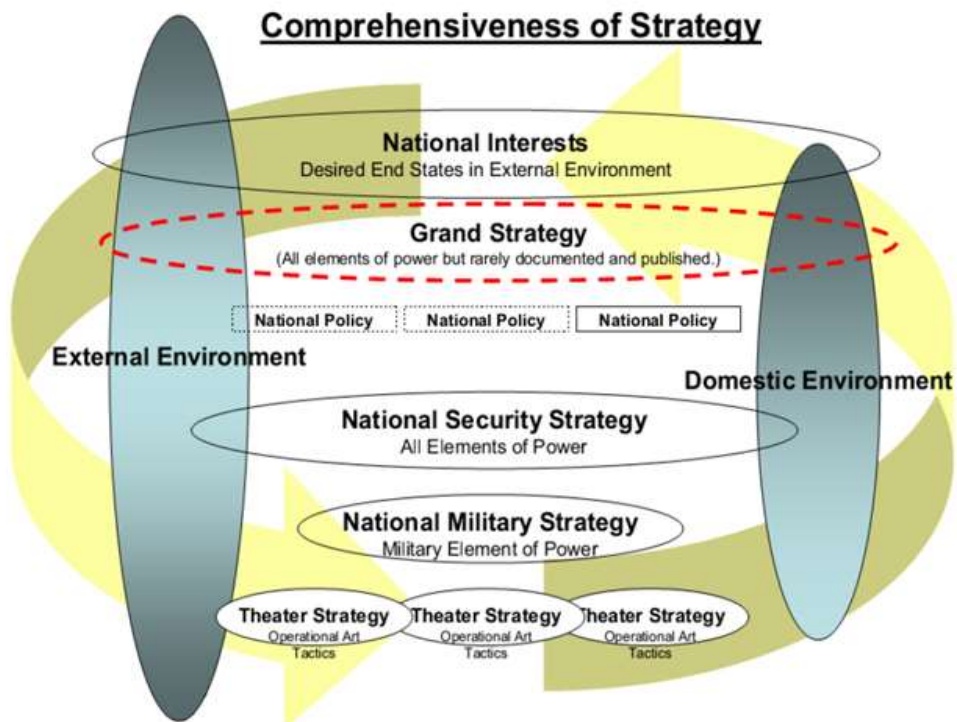 Comprehensiveness of Strategy
National Interests
Desired End States in External Environment
Grand Strategy
(All elements of power but rarely documented and published.)
National Policy
National Policy
National Policy
External Environment
Domestic Environment
National Security Strategy
All Elements of Power
National Military Strategy
Military Element of Power
Theater Strategy
Operational Art
Tactics
Theater Strategy
Operational Art
Tactics
Theater Strategy
Operational Art
Tactics